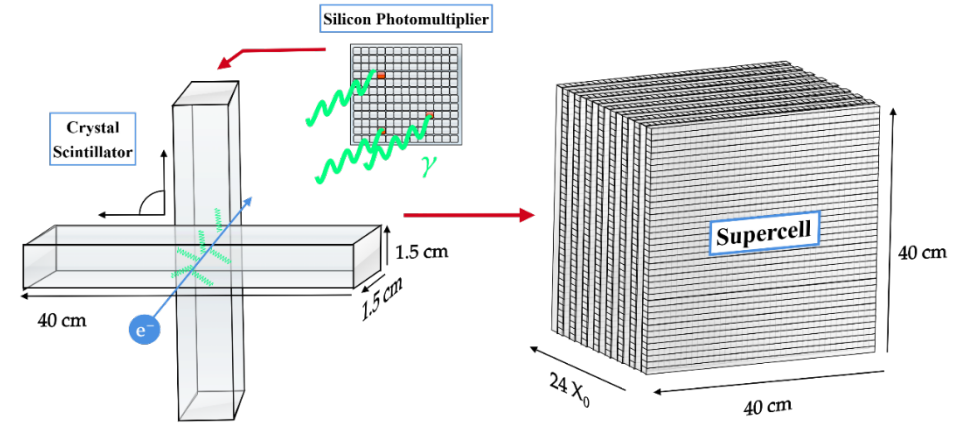 Silicon Photomultiplier
Crystal
Scintillator
γ
1.5 cm
1.5 cm
40 cm
e⁻
Supercell
40 cm
24 X₀
40 cm